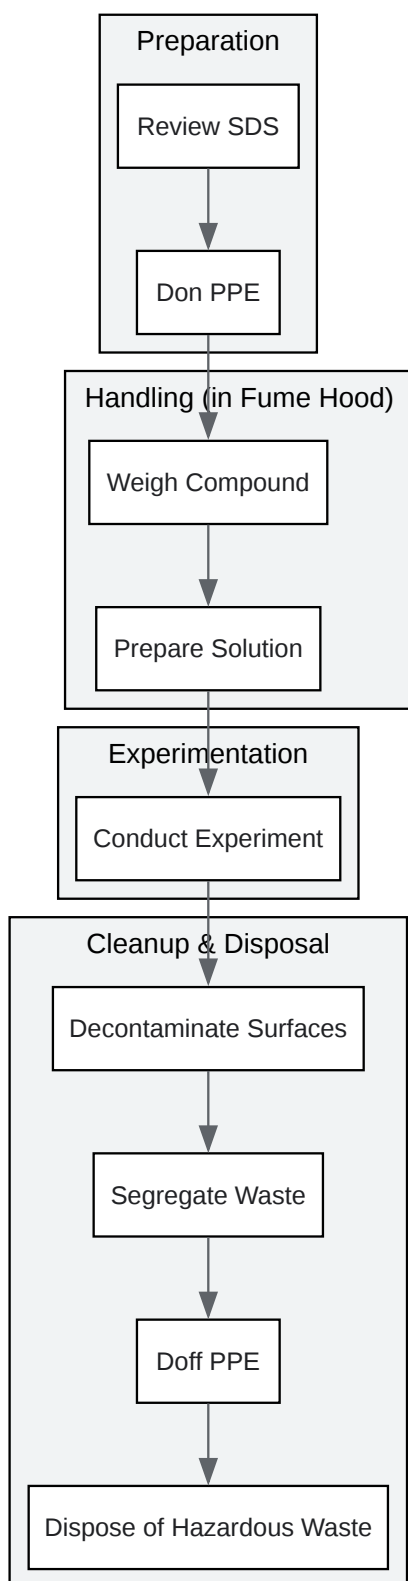 Preparation
Review SDS
Don PPE
Handling (in Fume Hood)
Weigh Compound
Prepare Solution
Experimentation
Conduct Experiment
Cleanup & Disposal
Decontaminate Surfaces
Segregate Waste
Doff PPE
Dispose of Hazardous Waste